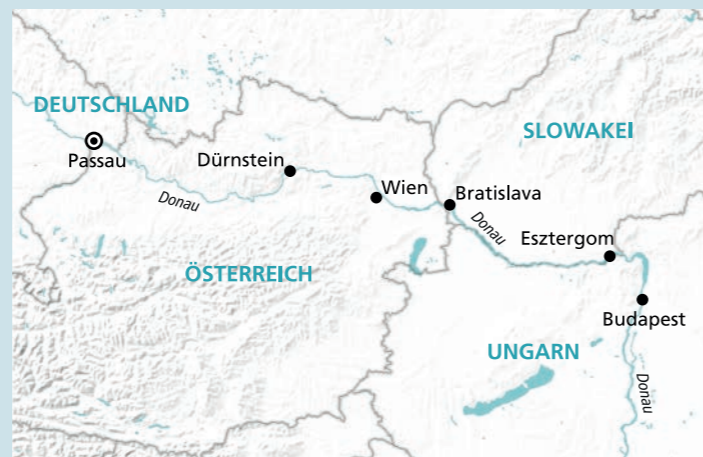 DEUTSCHLAND
SLOWAKEI
Passau
Dürnstein
Wien
Bratislava
Donau
Donau
Esztergom
ÖSTERREICH
Budapest
UNGARN
Donau